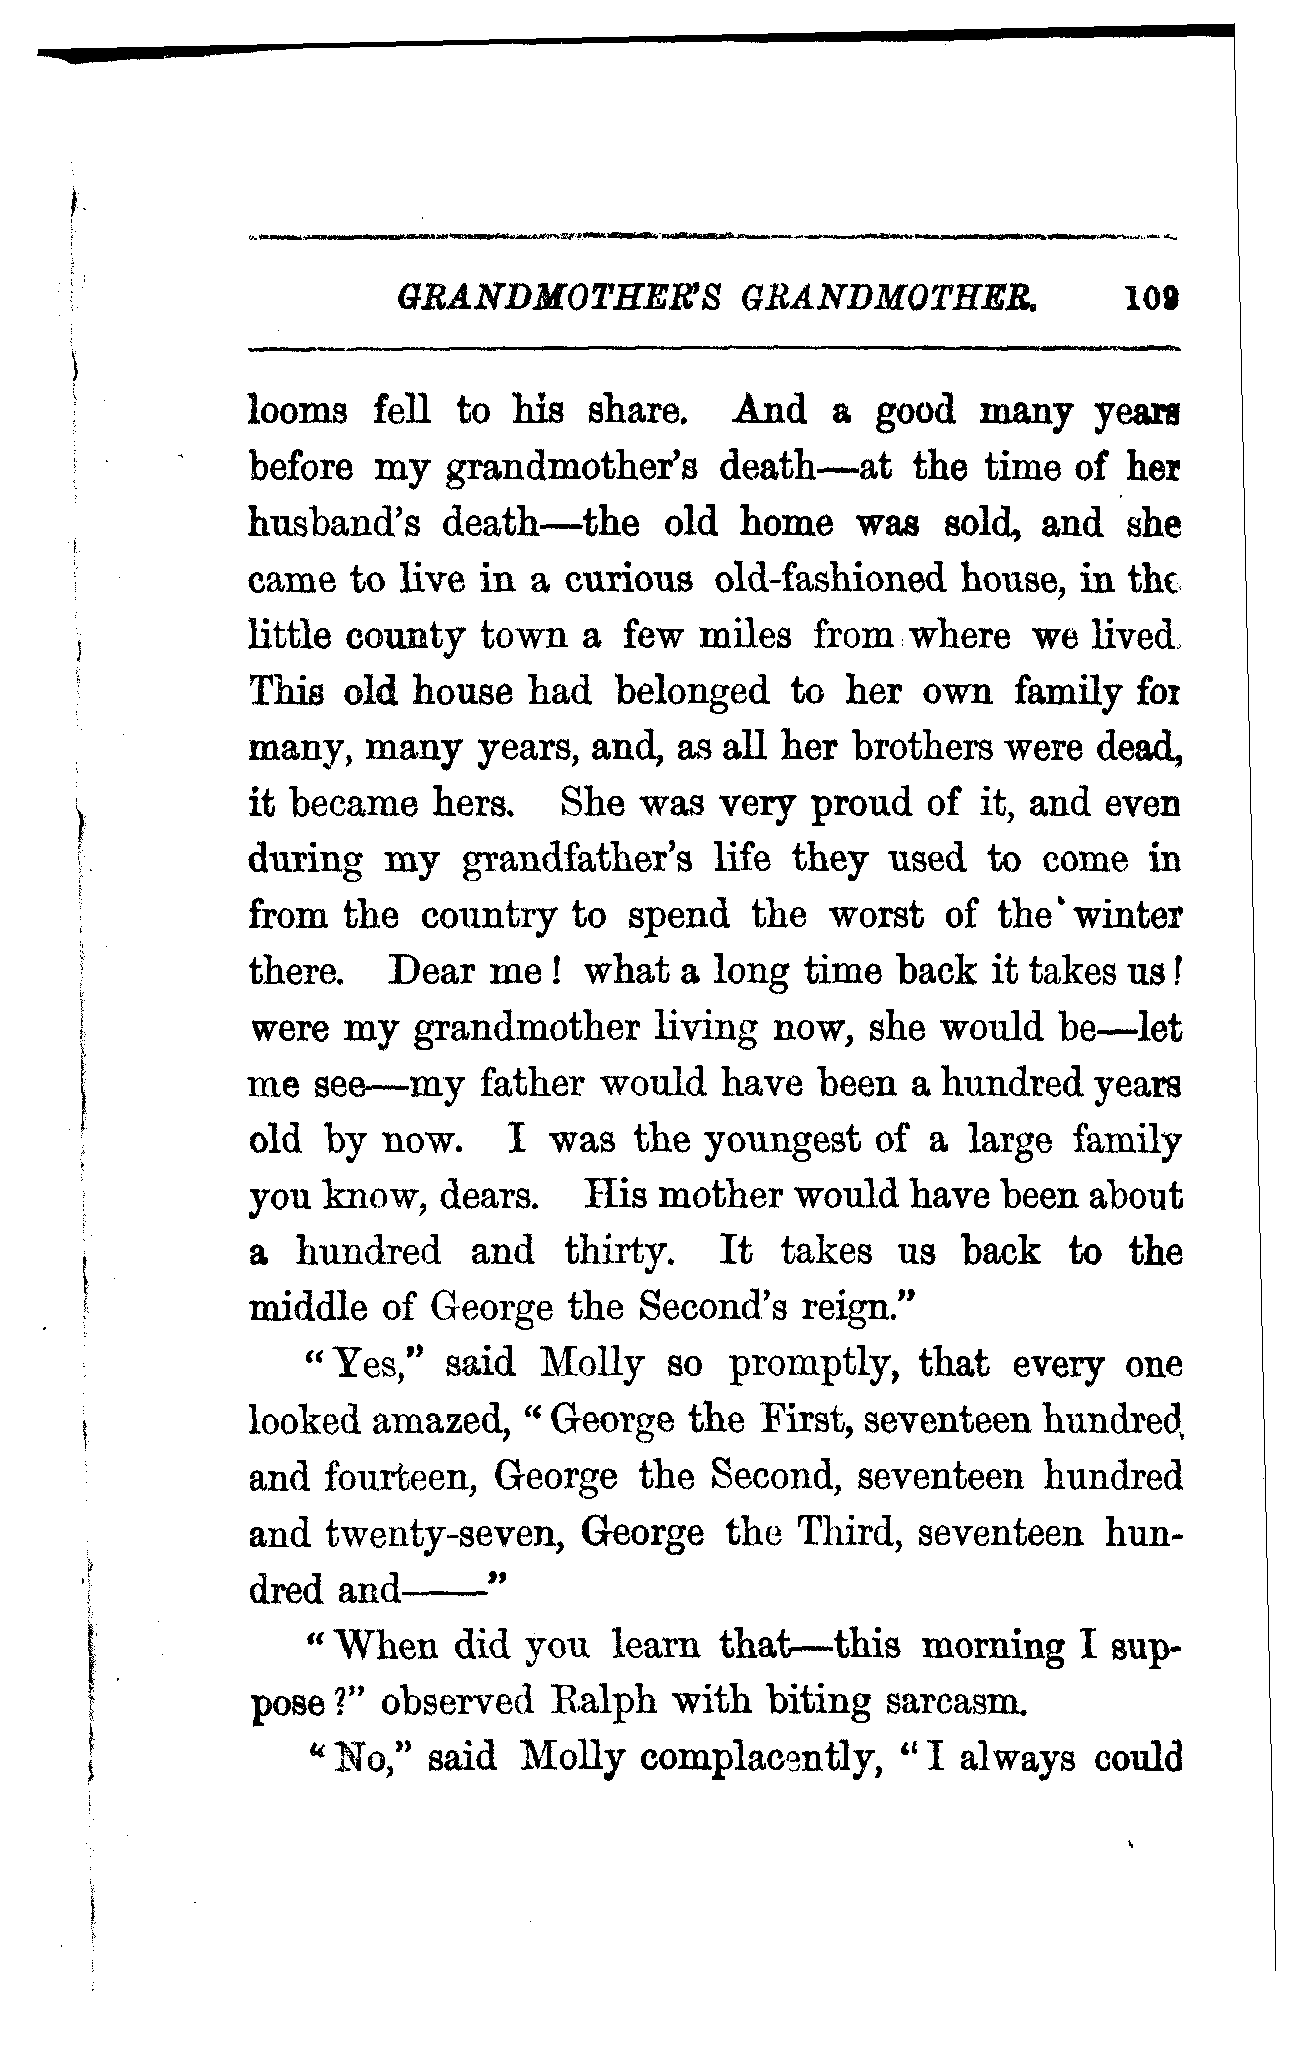 GRANDMOTHER'S GRANDMOTHER. 109
looms fell to his share. And a good many years
before my grandmother's death—at the time of her
husband's death—the old home was sold, and she
came to live in a curious old-fashioned house, in the
little county town a few miles from where we lived.
This old house had belonged to her own family for
many, many years, and, as all her brothers were dead,
it became hers. She was very proud of it, and even
during my grandfather's life they used to come in
from the country to spend the worst of the winter
there. Dear me! what a long time back it takes us!
were my grandmother living now, she would be—let
me see—my father would have been a hundred years
old by now. I was the youngest of a large family
you know, dears. His mother would have been about
a hundred and thirty. It takes us back to the
middle of George the Second's reign."
"Yes," said Molly so promptly, that every one
looked amazed, "George the First, seventeen hundred
and fourteen, George the Second, seventeen hundred
and twenty-seven, George the Third, seventeen hun-
dred and——"
"When did you learn that—this morning I sup-
pose?" observed Ralph with biting sarcasm.
"No," said Molly complacently, "I always could